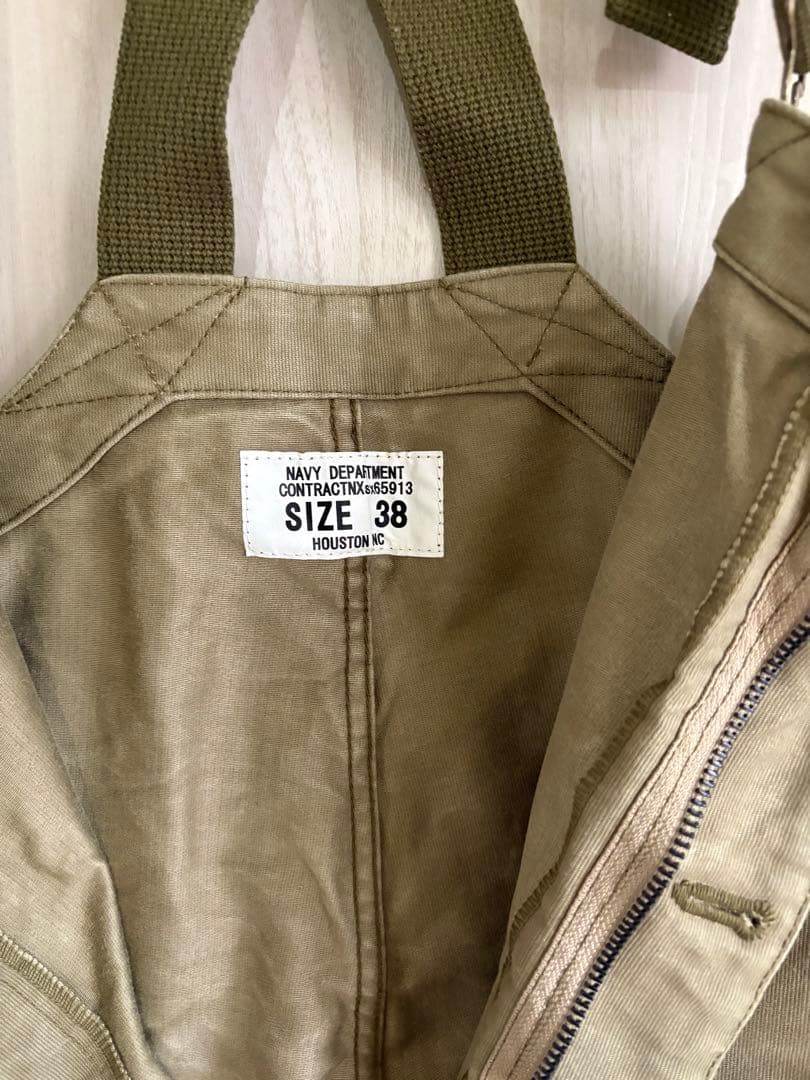 NAVY DEPARTMENT
CONTRACTNXsx65913
SIZE 38
HOUSTON NC